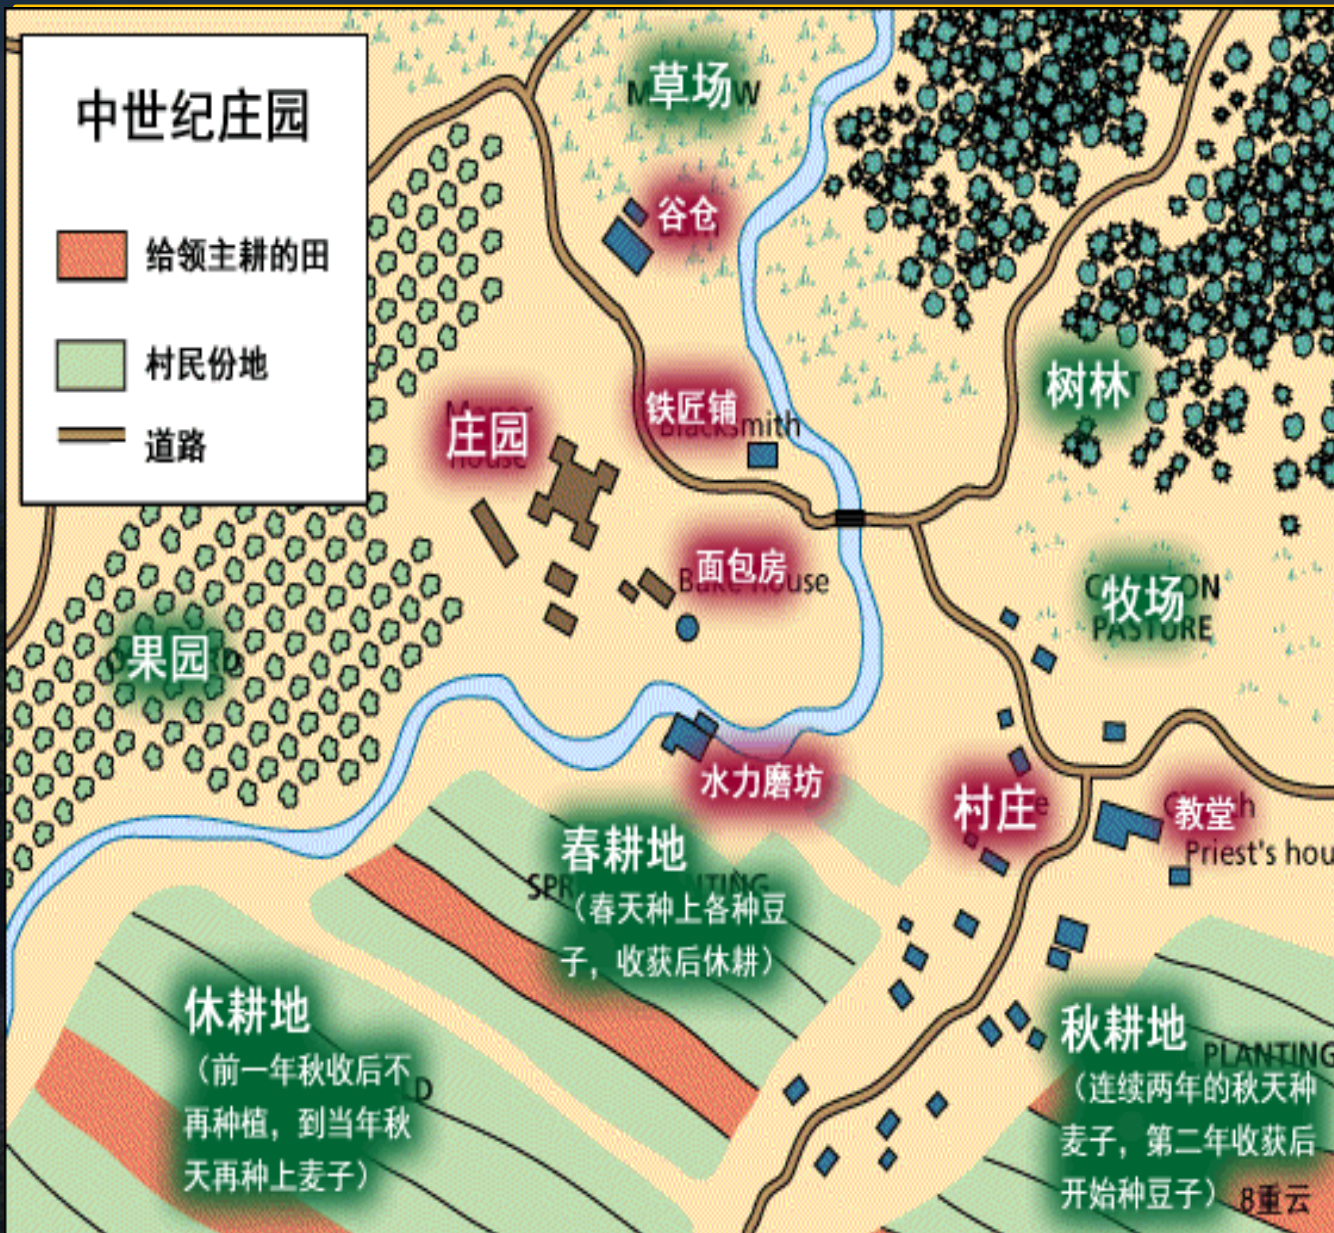 中世纪庄园
给领主耕的田
村民份地
道路
草场
谷仓
铁匠铺
Blacksmith
庄园
house
树林
面包房
Bake house
牧场
PASTURE
果园
水力磨坊
村庄
教堂
Priest's hou
春耕地
（春天种上各种豆
子，收获后休耕）
休耕地
（前一年秋收后不
再种植，到当年秋
天再种上麦子）
秋耕地
PLANTING
（连续两年的秋天种
麦子，第二年收获后
开始种豆子）
8重云